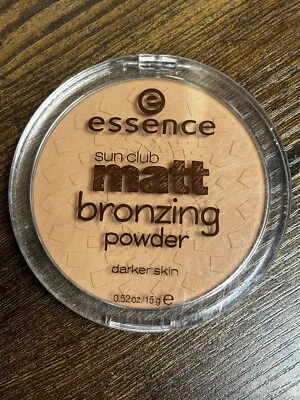 e
essence
sun club
matt
bronzing
powder
darker skin
0.52oz/15g e